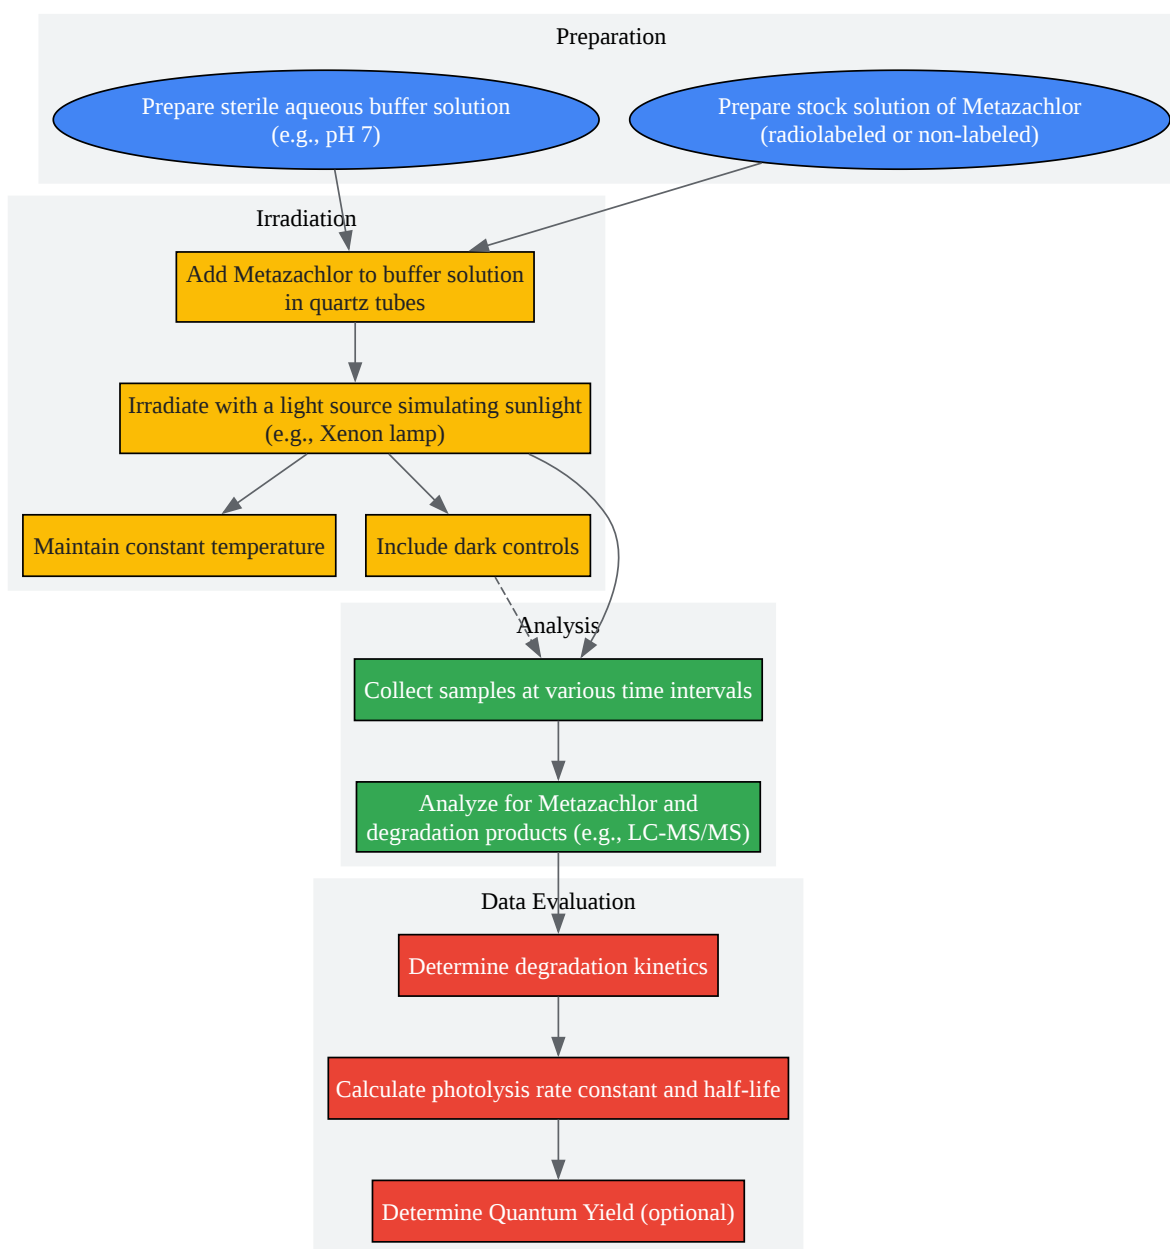 Preparation
Prepare sterile aqueous buffer solution
(e.g., pH 7)
Prepare stock solution of Metazachlor
(radiolabeled or non-labeled)
Irradiation
Add Metazachlor to buffer solution
in quartz tubes
Irradiate with a light source simulating sunlight
(e.g., Xenon lamp)
Maintain constant temperature
Include dark controls
Analysis
Collect samples at various time intervals
Analyze for Metazachlor and
degradation products (e.g., LC-MS/MS)
Data Evaluation
Determine degradation kinetics
Calculate photolysis rate constant and half-life
Determine Quantum Yield (optional)